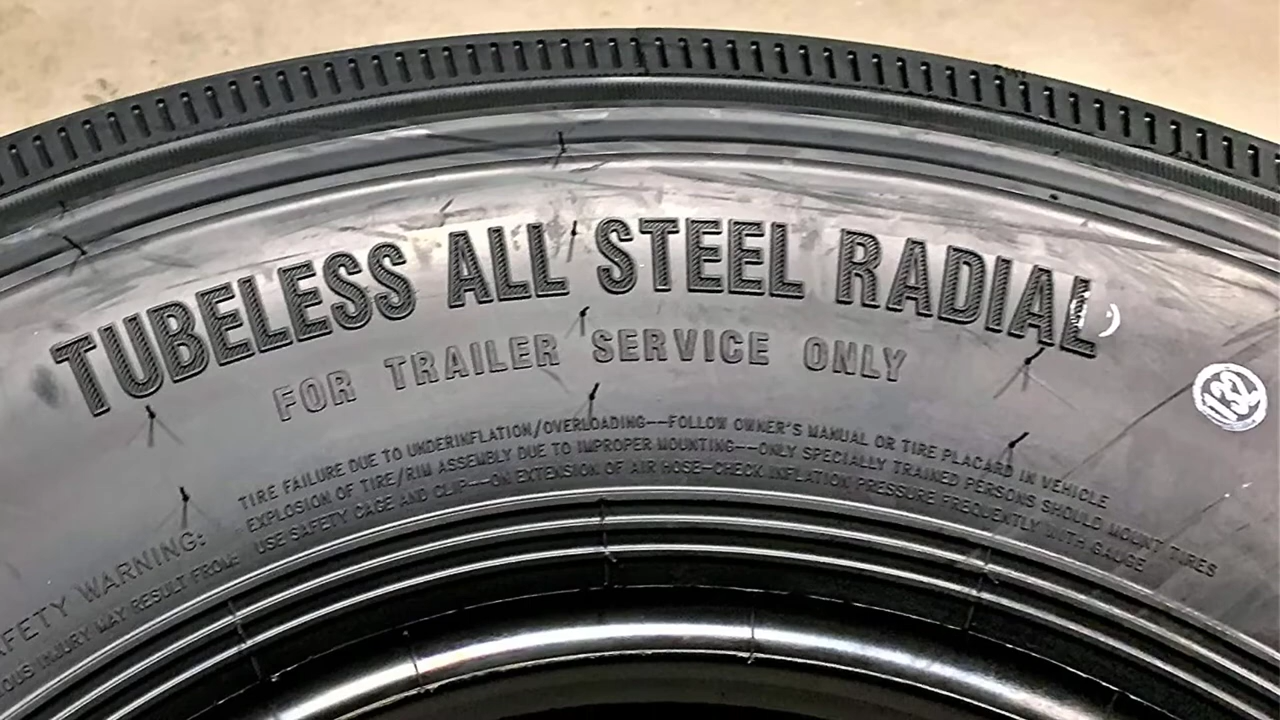 TUBELESS ALL STEEL RADIAL
FOR TRAILER SERVICE ONLY
TIRE FAILURE DUE TO UNDERINFLATION/OVERLOADING--FOLLOW OWNER'S MANUAL OR TIRE PLACARD IN VEHICLE
EXPLOSION OF TIRE/RIM ASSEMBLY DUE TO IMPROPER MOUNTING--ONLY SPECIALLY TRAINED PERSONS SHOULD MOUNT TIRES
USE SAFETY CAGE AND CLIP--ON EXTENSION OF AIR HOSE-CHECK INFLATION PRESSURE FREQUENTLY WITH GAUGE
WARNING:
INJURY MAY RESULT FROM:
1132